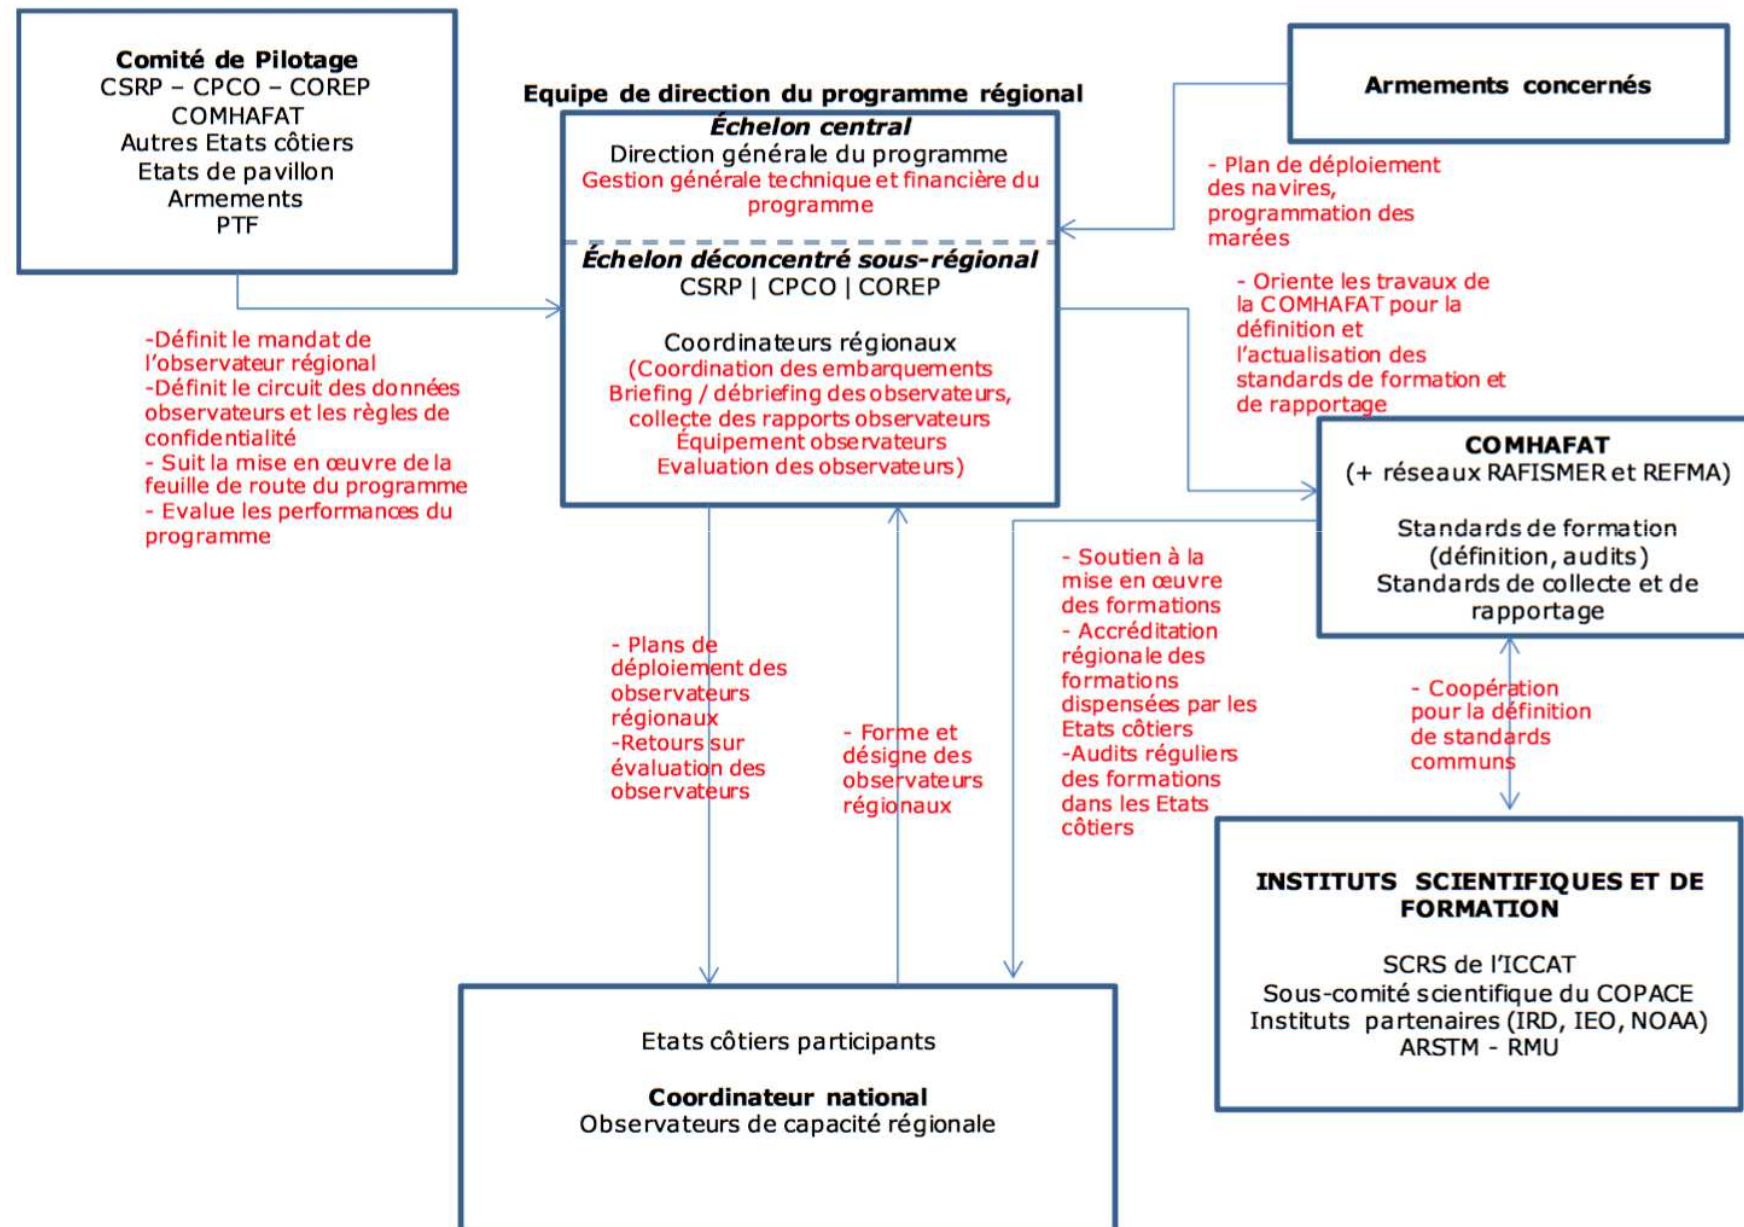 Comité de Pilotage
CSRP – CPCO – COREP
COMHAFAT
Autres Etats côtiers
Etats de pavillon
Armements
PTF
Equipe de direction du programme régional
Échelon central
Direction générale du programme
Gestion générale technique et financière du
programme
Échelon déconcentré sous-régional
CSRP | CPCO | COREP
Coordinateurs régionaux
(Coordination des embarquements
Briefing / débriefing des observateurs,
collecte des rapports observateurs
Équipement observateurs
Evaluation des observateurs)
Armements concernés
- Plan de déploiement
des navires,
programmation des
marées
- Oriente les travaux de
la COMHAFAT pour la
définition et
l'actualisation des
standards de formation et
de rapportage
-Définit le mandat de
l'observateur régional
-Définit le circuit des données
observateurs et les règles de
confidentialité
- Suit la mise en œuvre de la
feuille de route du programme
- Evalue les performances du
programme
COMHAFAT
(+ réseaux RAFISMER et REFMA)
Standards de formation
(définition, audits)
Standards de collecte et de
rapportage
- Plans de
déploiement des
observateurs
régionaux
-Retours sur
évaluation des
observateurs
- Forme et
désigne des
observateurs
régionaux
- Soutien à la
mise en œuvre
des formations
- Accréditation
régionale des
formations
dispensées par les
Etats côtiers
-Audits réguliers
des formations
dans les Etats
côtiers
- Coopération
pour la définition
de standards
communs
INSTITUTS SCIENTIFIQUES ET DE
FORMATION
SCRS de l'ICCAT
Sous-comité scientifique du COPACE
Instituts partenaires (IRD, IEO, NOAA)
ARSTM - RMU
Etats côtiers participants
Coordinateur national
Observateurs de capacité régionale